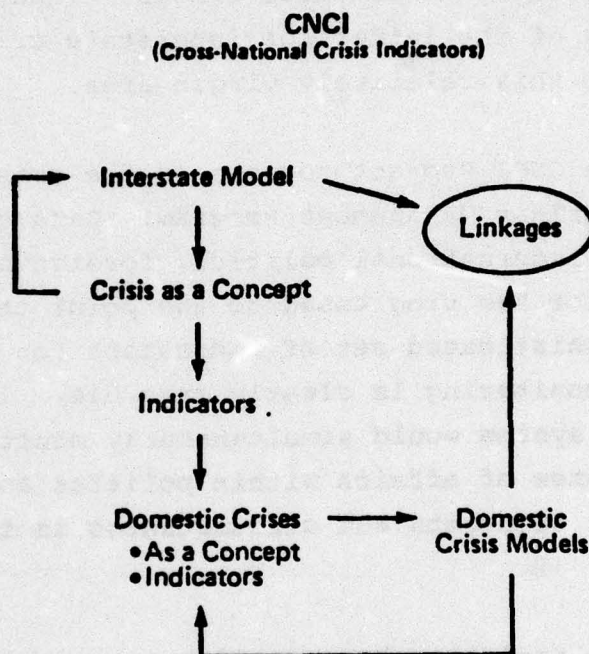 CNCI
(Cross-National Crisis Indicators)
Interstate Model
Linkages
Crisis as a Concept
Indicators
Domestic Crises
• As a Concept
• Indicators
Domestic
Crisis Models